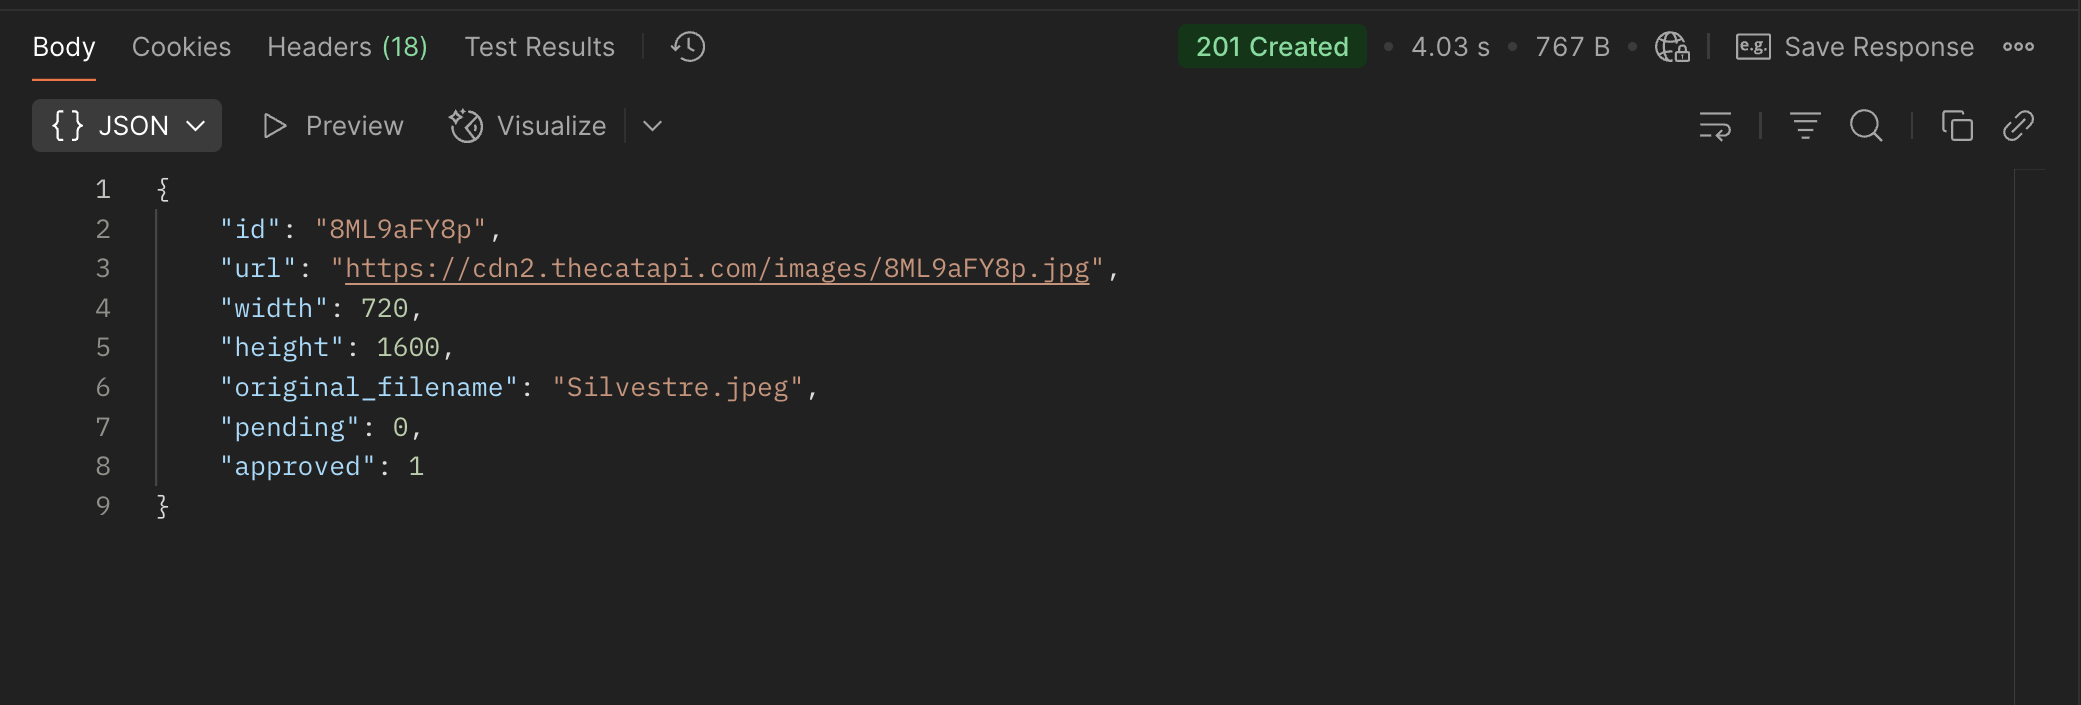 Body Cookies Headers (18) Test Results 201 Created • 4.03 s • 767 B • e.g. Save Response
{} JSON Preview Visualize
1 {
2 "id": "8ML9aFY8p",
3 "url": "https://cdn2.thecatapi.com/images/8ML9aFY8p.jpg",
4 "width": 720,
5 "height": 1600,
6 "original_filename": "Silvestre.jpeg",
7 "pending": 0,
8 "approved": 1
9 }